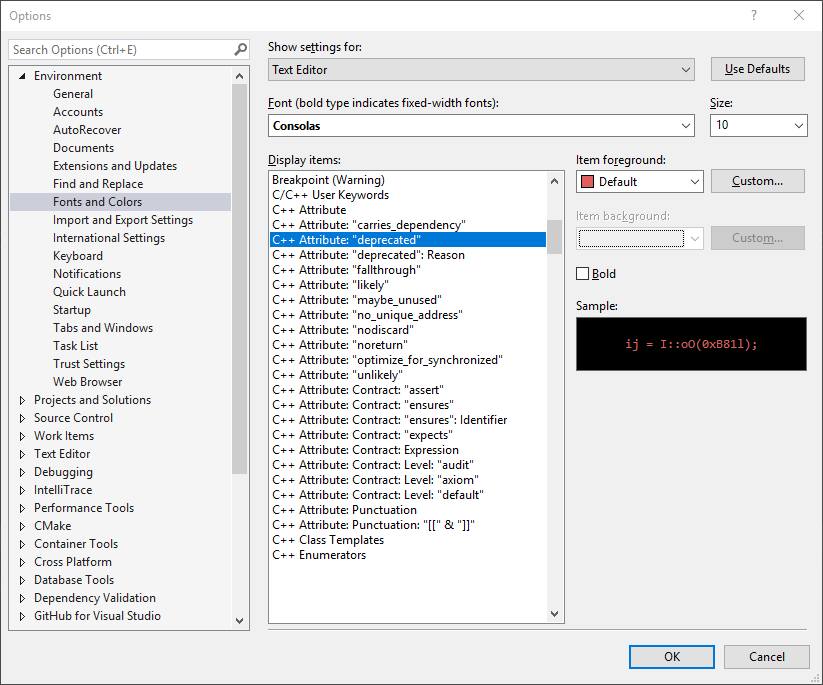 Options
?
Search Options (Ctrl+E)
Environment
General
Accounts
AutoRecover
Documents
Extensions and Updates
Find and Replace
Fonts and Colors
Import and Export Settings
International Settings
Keyboard
Notifications
Quick Launch
Startup
Tabs and Windows
Task List
Trust Settings
Web Browser
Projects and Solutions
Source Control
Work Items
Text Editor
Debugging
IntelliTrace
Performance Tools
CMake
Container Tools
Cross Platform
Database Tools
Dependency Validation
GitHub for Visual Studio
Show settings for:
Text Editor
Use Defaults
Font (bold type indicates fixed-width fonts):
Size:
Consolas
10
Display items:
Breakpoint (Warning)
C/C++ User Keywords
C++ Attribute
C++ Attribute: "carries_dependency"
C++ Attribute: "deprecated"
C++ Attribute: "deprecated": Reason
C++ Attribute: "fallthrough"
C++ Attribute: "likely"
C++ Attribute: "maybe_unused"
C++ Attribute: "no_unique_address"
C++ Attribute: "nodiscard"
C++ Attribute: "noreturn"
C++ Attribute: "optimize_for_synchronized"
C++ Attribute: "unlikely"
C++ Attribute: Contract: "assert"
C++ Attribute: Contract: "ensures"
C++ Attribute: Contract: "ensures": Identifier
C++ Attribute: Contract: "expects"
C++ Attribute: Contract: Expression
C++ Attribute: Contract: Level: "audit"
C++ Attribute: Contract: Level: "axiom"
C++ Attribute: Contract: Level: "default"
C++ Attribute: Punctuation
C++ Attribute: Punctuation: "[[" & "]]"
C++ Class Templates
C++ Enumerators
Item foreground:
Default
Custom...
Item background:
Custom...
Bold
Sample:
ij = I::oO(0xB81l);
OK
Cancel